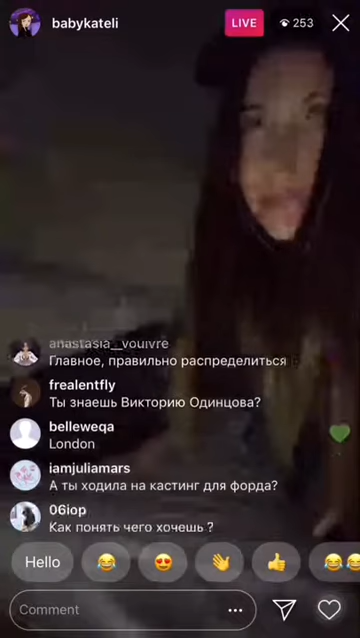 babykateli
LIVE
253
anastasia__voulvre
Главное, правильно распределиться
frealentfly
Ты знаешь Викторию Одинцова?
belleweqa
London
iamjuliamars
А ты ходила на кастинг для форда?
06iop
Как понять чего хочешь ?
Hello
Comment